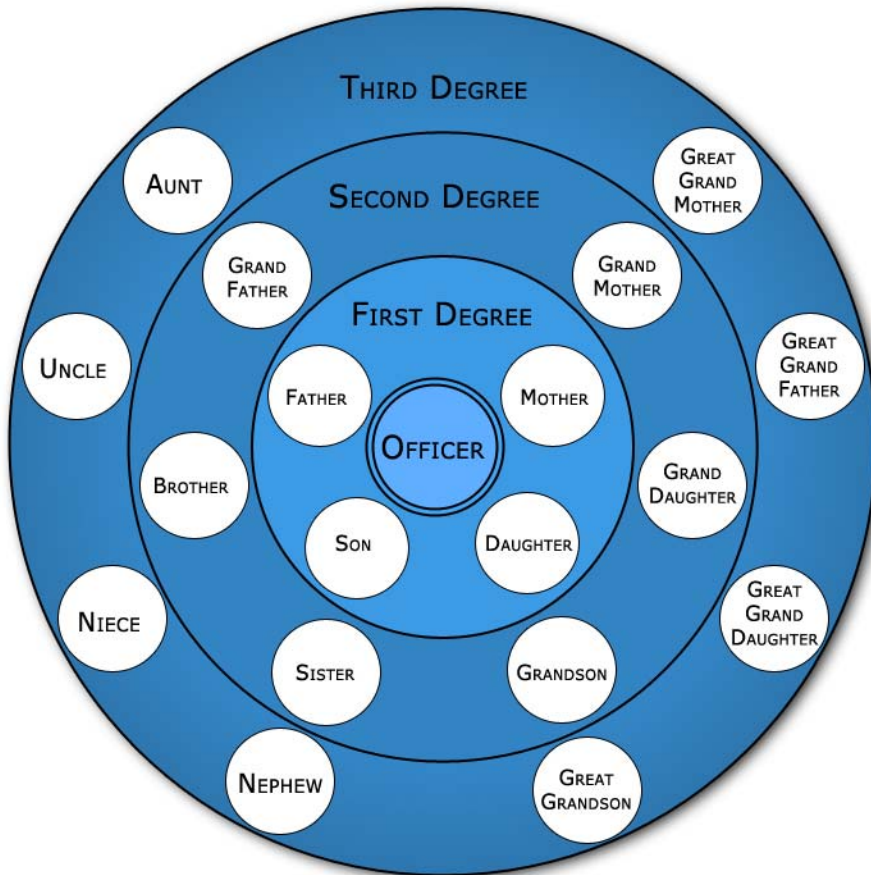 THIRD DEGREE
AUNT
GREAT
GRAND
MOTHER
SECOND DEGREE
GRAND
FATHER
GRAND
MOTHER
FIRST DEGREE
UNCLE
GREAT
GRAND
FATHER
FATHER
MOTHER
OFFICER
BROTHER
GRAND
DAUGHTER
SON
DAUGHTER
NIECE
GREAT
GRAND
DAUGHTER
SISTER
GRANDSON
NEPHEW
GREAT
GRANDSON